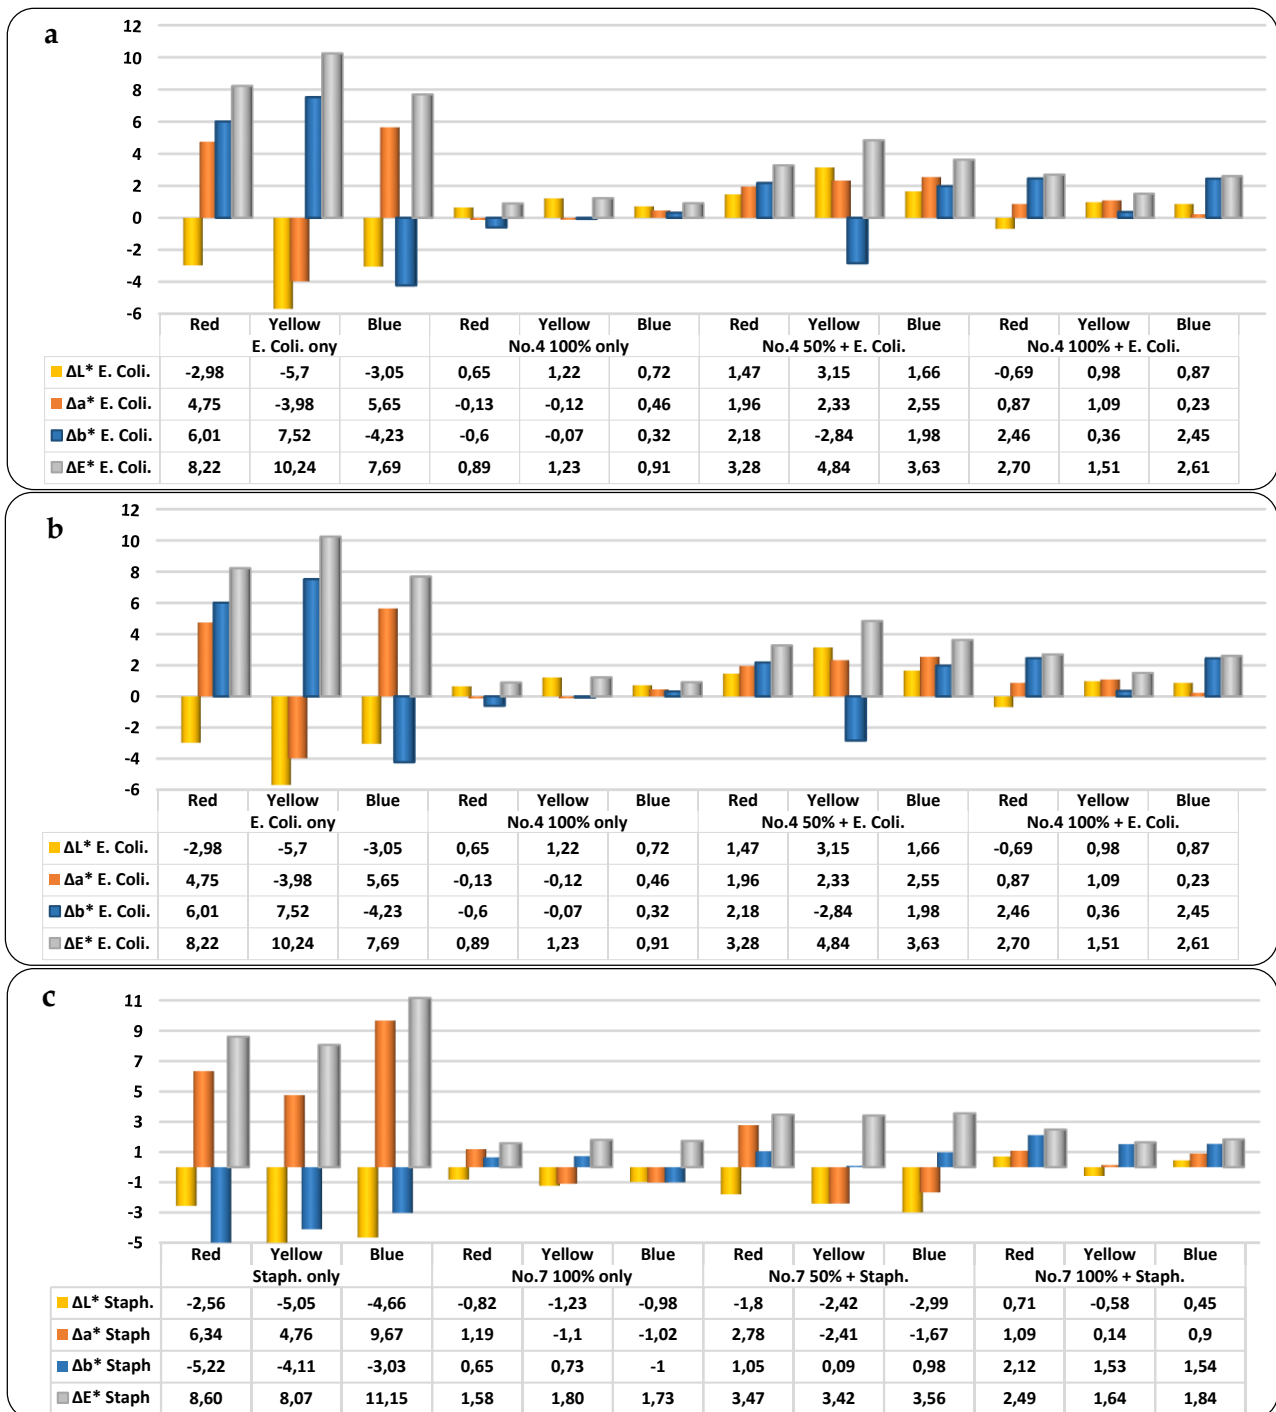 a
12
10
8
6
4
2
0
-2
-4
-6
Red Yellow Blue Red Yellow Blue Red Yellow Blue Red Yellow Blue
E. Coli. ony No.4 100% only No.4 50% + E. Coli. No.4 100% + E. Coli.
ΔL* E. Coli. -2,98 -5,7 -3,05 0,65 1,22 0,72 1,47 3,15 1,66 -0,69 0,98 0,87
Δa* E. Coli. 4,75 -3,98 5,65 -0,13 -0,12 0,46 1,96 2,33 2,55 0,87 1,09 0,23
Δb* E. Coli. 6,01 7,52 -4,23 -0,6 -0,07 0,32 2,18 -2,84 1,98 2,46 0,36 2,45
ΔE* E. Coli. 8,22 10,24 7,69 0,89 1,23 0,91 3,28 4,84 3,63 2,70 1,51 2,61
b
12
10
8
6
4
2
0
-2
-4
-6
Red Yellow Blue Red Yellow Blue Red Yellow Blue Red Yellow Blue
E. Coli. ony No.4 100% only No.4 50% + E. Coli. No.4 100% + E. Coli.
ΔL* E. Coli. -2,98 -5,7 -3,05 0,65 1,22 0,72 1,47 3,15 1,66 -0,69 0,98 0,87
Δa* E. Coli. 4,75 -3,98 5,65 -0,13 -0,12 0,46 1,96 2,33 2,55 0,87 1,09 0,23
Δb* E. Coli. 6,01 7,52 -4,23 -0,6 -0,07 0,32 2,18 -2,84 1,98 2,46 0,36 2,45
ΔE* E. Coli. 8,22 10,24 7,69 0,89 1,23 0,91 3,28 4,84 3,63 2,70 1,51 2,61
c
11
9
7
5
3
1
-1
-3
-5
Red Yellow Blue Red Yellow Blue Red Yellow Blue Red Yellow Blue
Staph. only No.7 100% only No.7 50% + Staph. No.7 100% + Staph.
ΔL* Staph. -2,56 -5,05 -4,66 -0,82 -1,23 -0,98 -1,8 -2,42 -2,99 0,71 -0,58 0,45
Δa* Staph 6,34 4,76 9,67 1,19 -1,1 -1,02 2,78 -2,41 -1,67 1,09 0,14 0,9
Δb* Staph -5,22 -4,11 -3,03 0,65 0,73 -1 1,05 0,09 0,98 2,12 1,53 1,54
ΔE* Staph 8,60 8,07 11,15 1,58 1,80 1,73 3,47 3,42 3,56 2,49 1,64 1,84